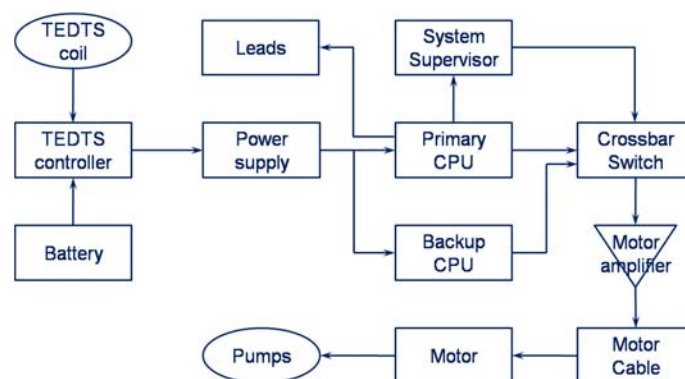 TEDTS
coil
Leads
System
Supervisor
TEDTS
controller
Power
supply
Primary
CPU
Crossbar
Switch
Battery
Backup
CPU
Motor
amplifier
Pumps
Motor
Motor
Cable